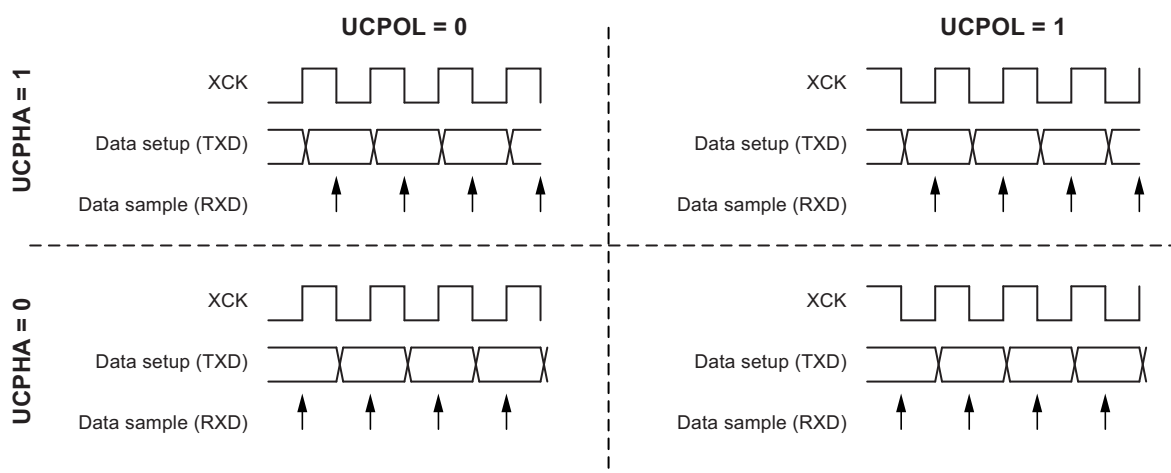 UCPOL = 0
UCPOL = 1
UCPHA = 1
XCK
Data setup (TXD)
Data sample (RXD)
XCK
Data setup (TXD)
Data sample (RXD)
UCPHA = 0
XCK
Data setup (TXD)
Data sample (RXD)
XCK
Data setup (TXD)
Data sample (RXD)